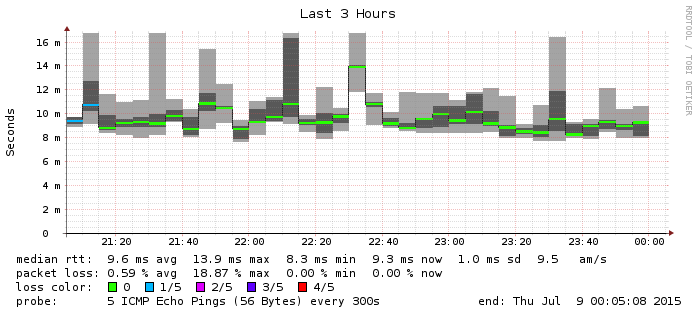 Last 3 Hours
RRDTOOL / TOBI OETIKER
Seconds
16 m
14 m
12 m
10 m
8 m
6 m
4 m
2 m
0
21:20 21:40 22:00 22:20 22:40 23:00 23:20 23:40 00:00
median rtt: 9.6 ms avg 13.9 ms max 8.3 ms min 9.3 ms now 1.0 ms sd 9.5 am/s
packet loss: 0.59 % avg 18.87 % max 0.00 % min 0.00 % now
loss color: 0 1/5 2/5 3/5 4/5
probe: 5 ICMP Echo Pings (56 Bytes) every 300s end: Thu Jul 9 00:05:08 2015